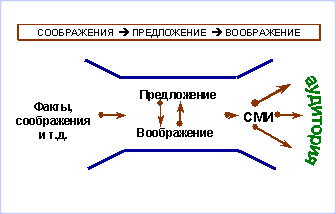 СООБРАЖЕНИЯ ➔ ПРЕДЛОЖЕНИЕ ➔ ВООБРАЖЕНИЕ
Предложение
Факты,
соображения
и т.д.
Воображение
СМИ
аудитория